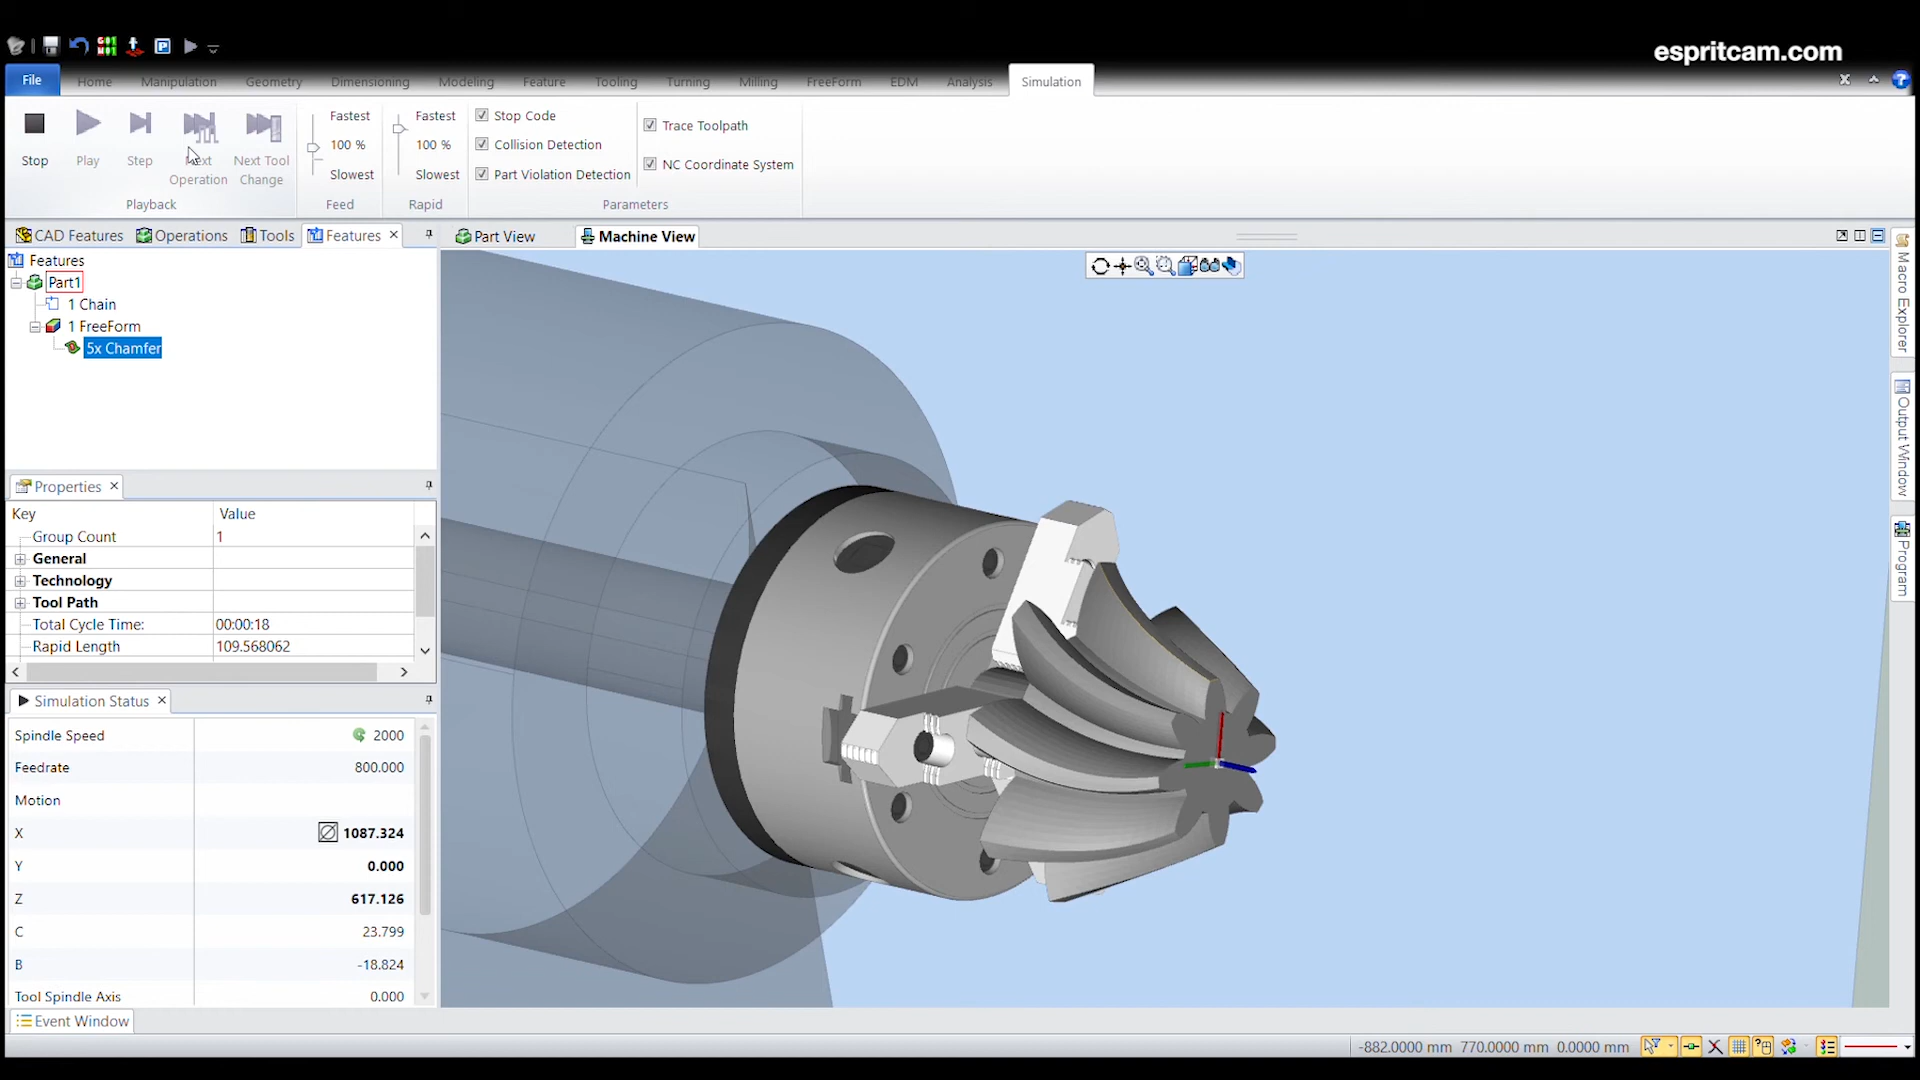 espritcam.com
File Home Manipulation Geometry Dimensioning Modeling Feature Tooling Turning Milling FreeForm EDM Analysis Simulation
Stop Play Step Next Operation Next Tool Change
Playback
Fastest
100 %
Slowest
Feed
Fastest
100 %
Slowest
Rapid
Stop Code
Collision Detection
Part Violation Detection
Trace Toolpath
NC Coordinate System
Parameters
CAD Features Operations Tools Features
Part View Machine View
Features
Part1
1 Chain
1 FreeForm
5x Chamfer
Properties
Key Value
Group Count 1
General
Technology
Tool Path
Total Cycle Time: 00:00:18
Rapid Length 109.568062
Simulation Status
Spindle Speed 2000
Feedrate 800.000
Motion
X 1087.324
Y 0.000
Z 617.126
C 23.799
B -18.824
Tool Spindle Axis 0.000
Event Window
Macro Explorer
Output Window
Program
-882.0000 mm 770.0000 mm 0.0000 mm